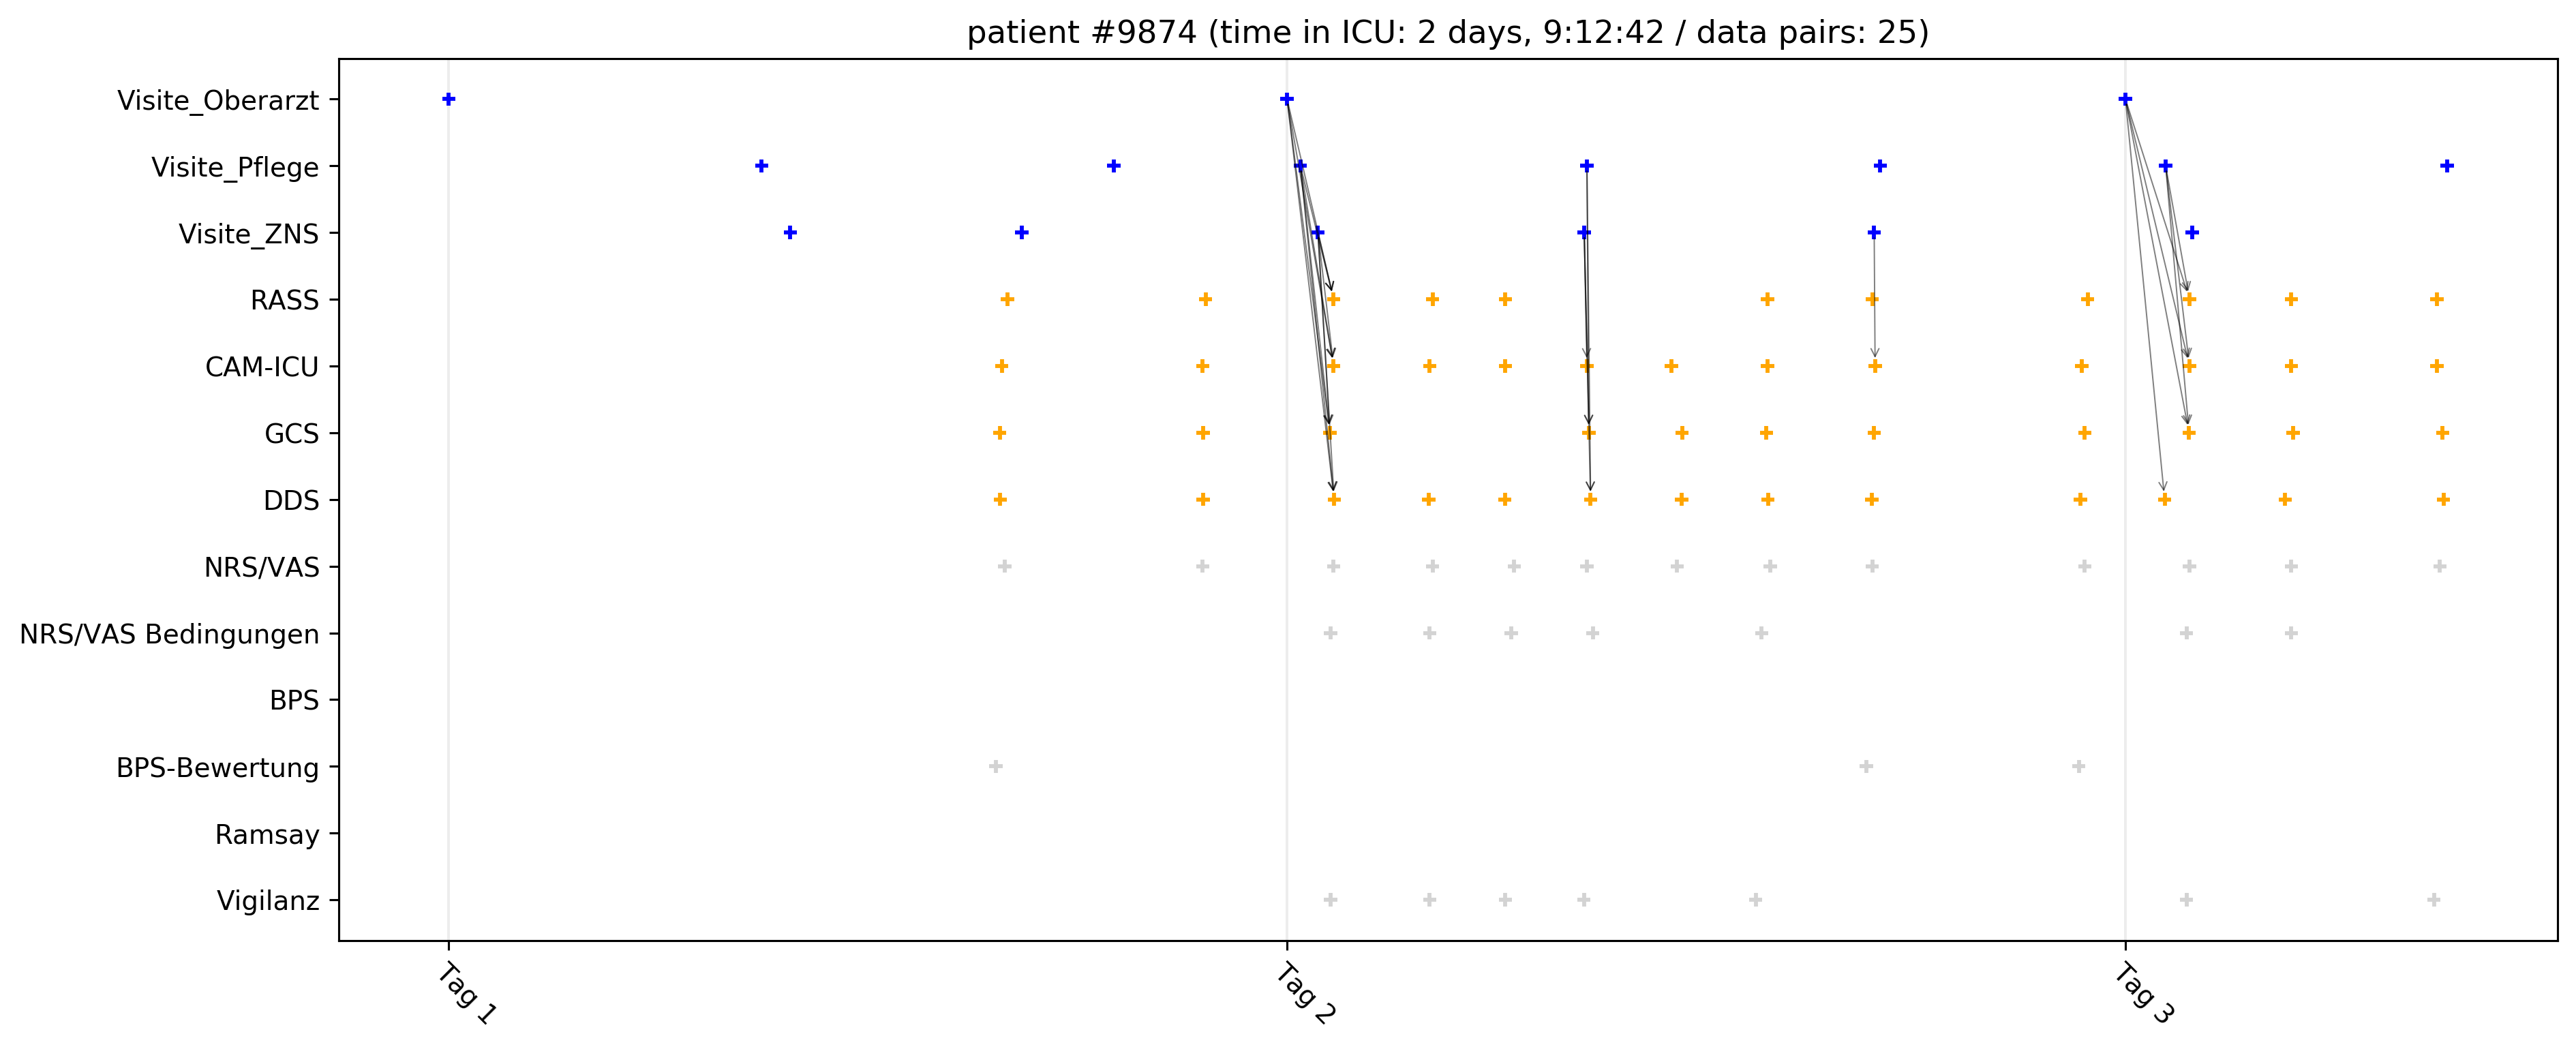 patient #9874 (time in ICU: 2 days, 9:12:42 / data pairs: 25)
Visite_Oberarzt
Visite_Pflege
Visite_ZNS
RASS
CAM-ICU
GCS
DDS
NRS/VAS
NRS/VAS Bedingungen
BPS
BPS-Bewertung
Ramsay
Vigilanz
Tag 1
Tag 2
Tag 3